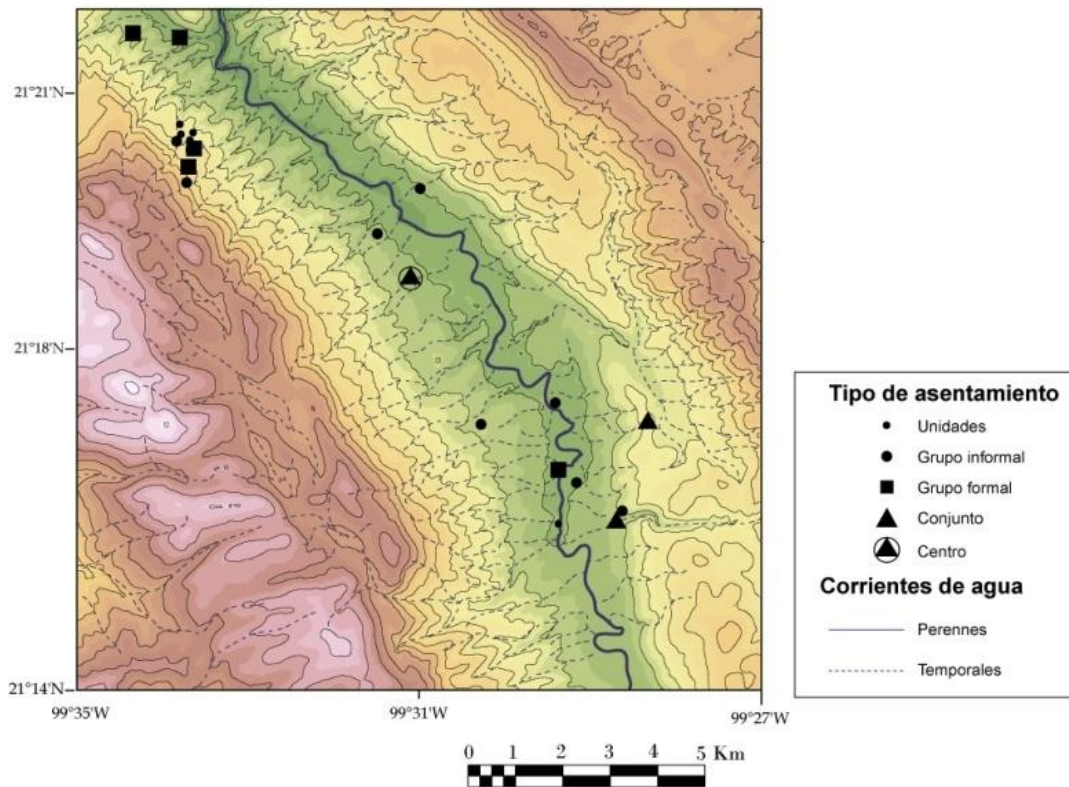 21°21'N
21°18'N
21°14'N
99°35'W
99°31'W
99°27'W
0 1 2 3 4 5 Km
Tipo de asentamiento
Unidades
Grupo informal
Grupo formal
Conjunto
Centro
Corrientes de agua
Perennes
Temporales